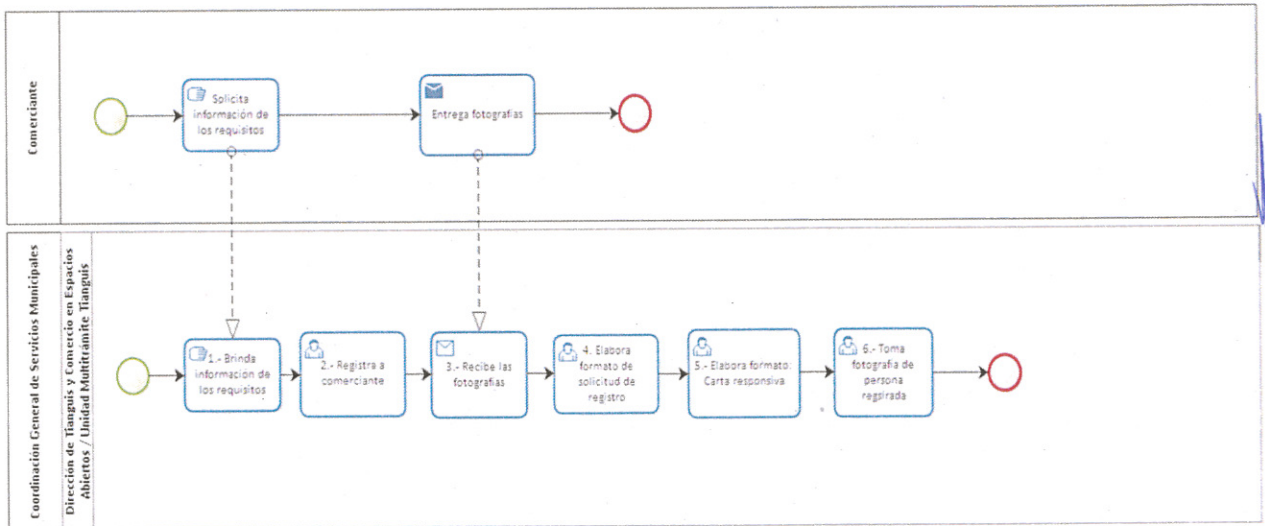 Comerciante
Solicita
información de
los requisitos
Entrega fotografías
Coordinación General de Servicios Municipales
Dirección de Tianguis y Comercio en Espacios
Abiertos / Unidad Multitrámite Tianguis
1.- Brinda
información de
los requisitos
2.- Registra a
comerciante
3.- Recibe las
fotografías
4. Elabora
formato de
solicitud de
registro
5.- Elabora formato:
Carta responsiva
6.- Toma
fotografía de
persona
regsirada